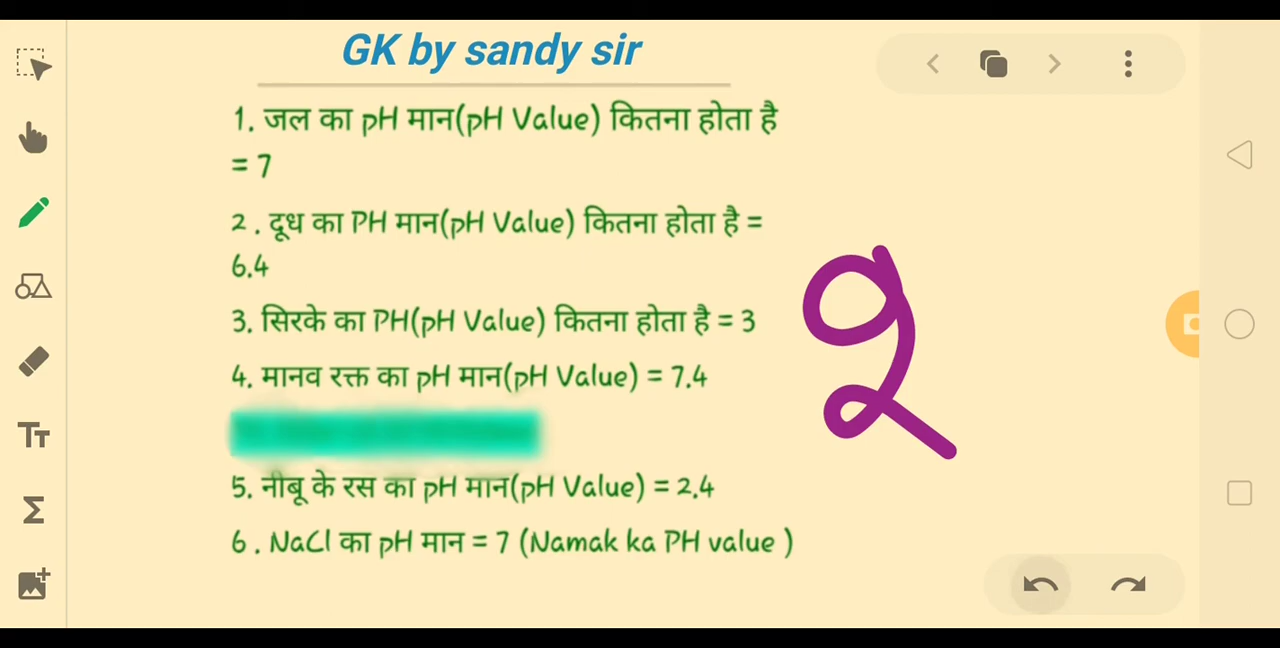 GK by sandy sir
1. जल का pH मान(pH Value) कितना होता है
= 7
2. दूध का PH मान(pH Value) कितना होता है =
6.4
3. सिरके का PH(pH Value) कितना होता है = 3
4. मानव रक्त का pH मान(pH Value) = 7.4
5. नीबू के रस का pH मान(pH Value) = 2.4
6. NaCl का pH मान = 7 (Namak ka PH value )